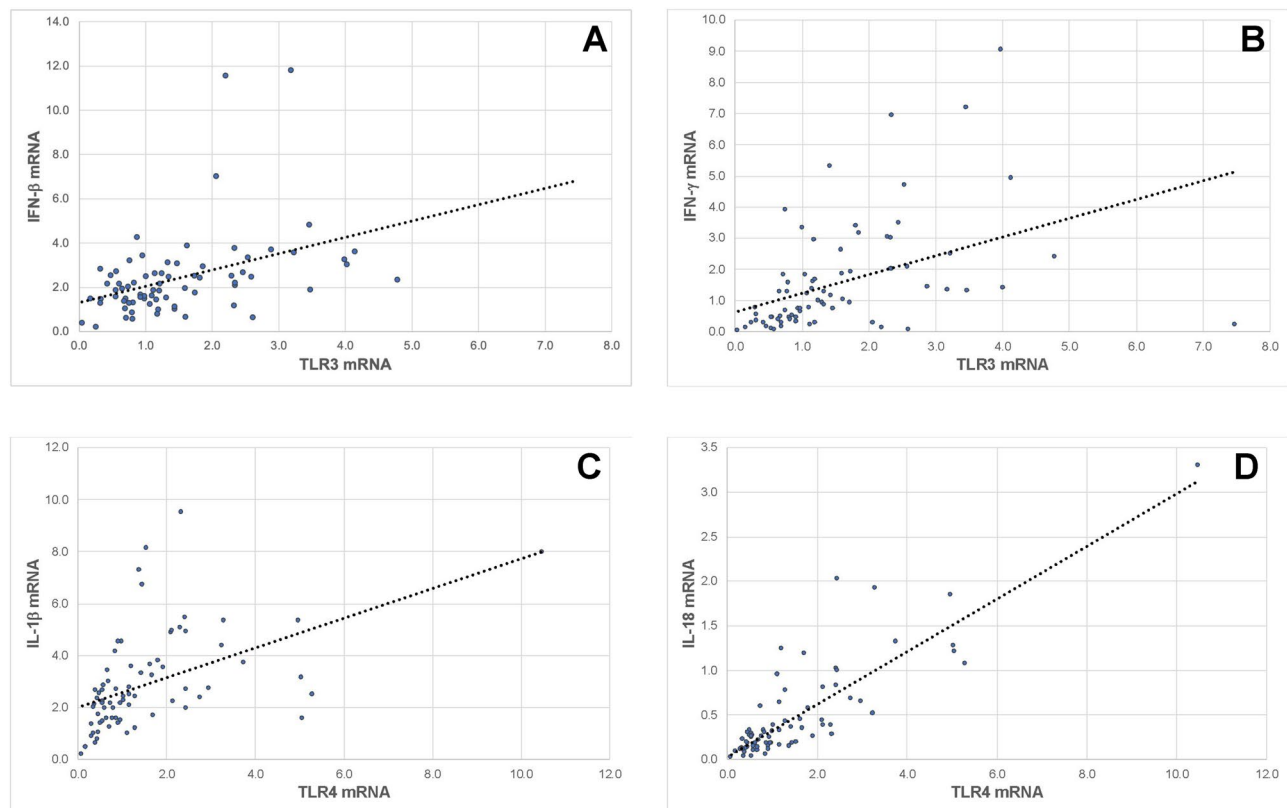 A
14.0
12.0
10.0
8.0
6.0
4.0
2.0
0.0
IFN-β mRNA
0.0 1.0 2.0 3.0 4.0 5.0 6.0 7.0 8.0
TLR3 mRNA
B
10.0
9.0
8.0
7.0
6.0
5.0
4.0
3.0
2.0
1.0
0.0
IFN-γ mRNA
0.0 1.0 2.0 3.0 4.0 5.0 6.0 7.0 8.0
TLR3 mRNA
C
12.0
10.0
8.0
6.0
4.0
2.0
0.0
IL-1β mRNA
0.0 2.0 4.0 6.0 8.0 10.0 12.0
TLR4 mRNA
D
3.5
3.0
2.5
2.0
1.5
1.0
0.5
0.0
IL-18 mRNA
0.0 2.0 4.0 6.0 8.0 10.0 12.0
TLR4 mRNA